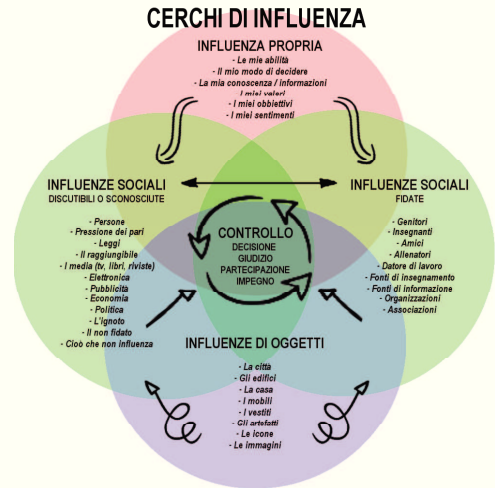 CERCHI DI INFLUENZA
INFLUENZA PROPRIA
- Le mie abilità
- Il mio modo di decidere
- La mia conoscenza / informazioni
- I miei valeri
- I miei obbiettivi
- I miei sentimenti
INFLUENZE SOCIALI
DISCUTIBILI O SCONOSCIUTE
- Persone
- Pressione dei pari
- Leggi
- Il raggiungibile
- I media (tv, libri, riviste)
- Elettronica
- Pubblicità
- Economia
- Politica
- L'ignoto
- Il non fidato
- Cioò che non influenza
CONTROLLO
DECISIONE
GIUDIZIO
PARTECIPAZIONE
IMPEGNO
INFLUENZE SOCIALI
FIDATE
- Genitori
- Insegnanti
- Amici
- Allenatori
- Datore di lavoro
- Fonti di insegnamento
- Fonti di informazione
- Organizzazioni
- Associazioni
INFLUENZE DI OGGETTI
- La città
- Gli edifici
- La casa
- I mobili
- I vestiti
- Gli artefatti
- Le icone
- Le immagini